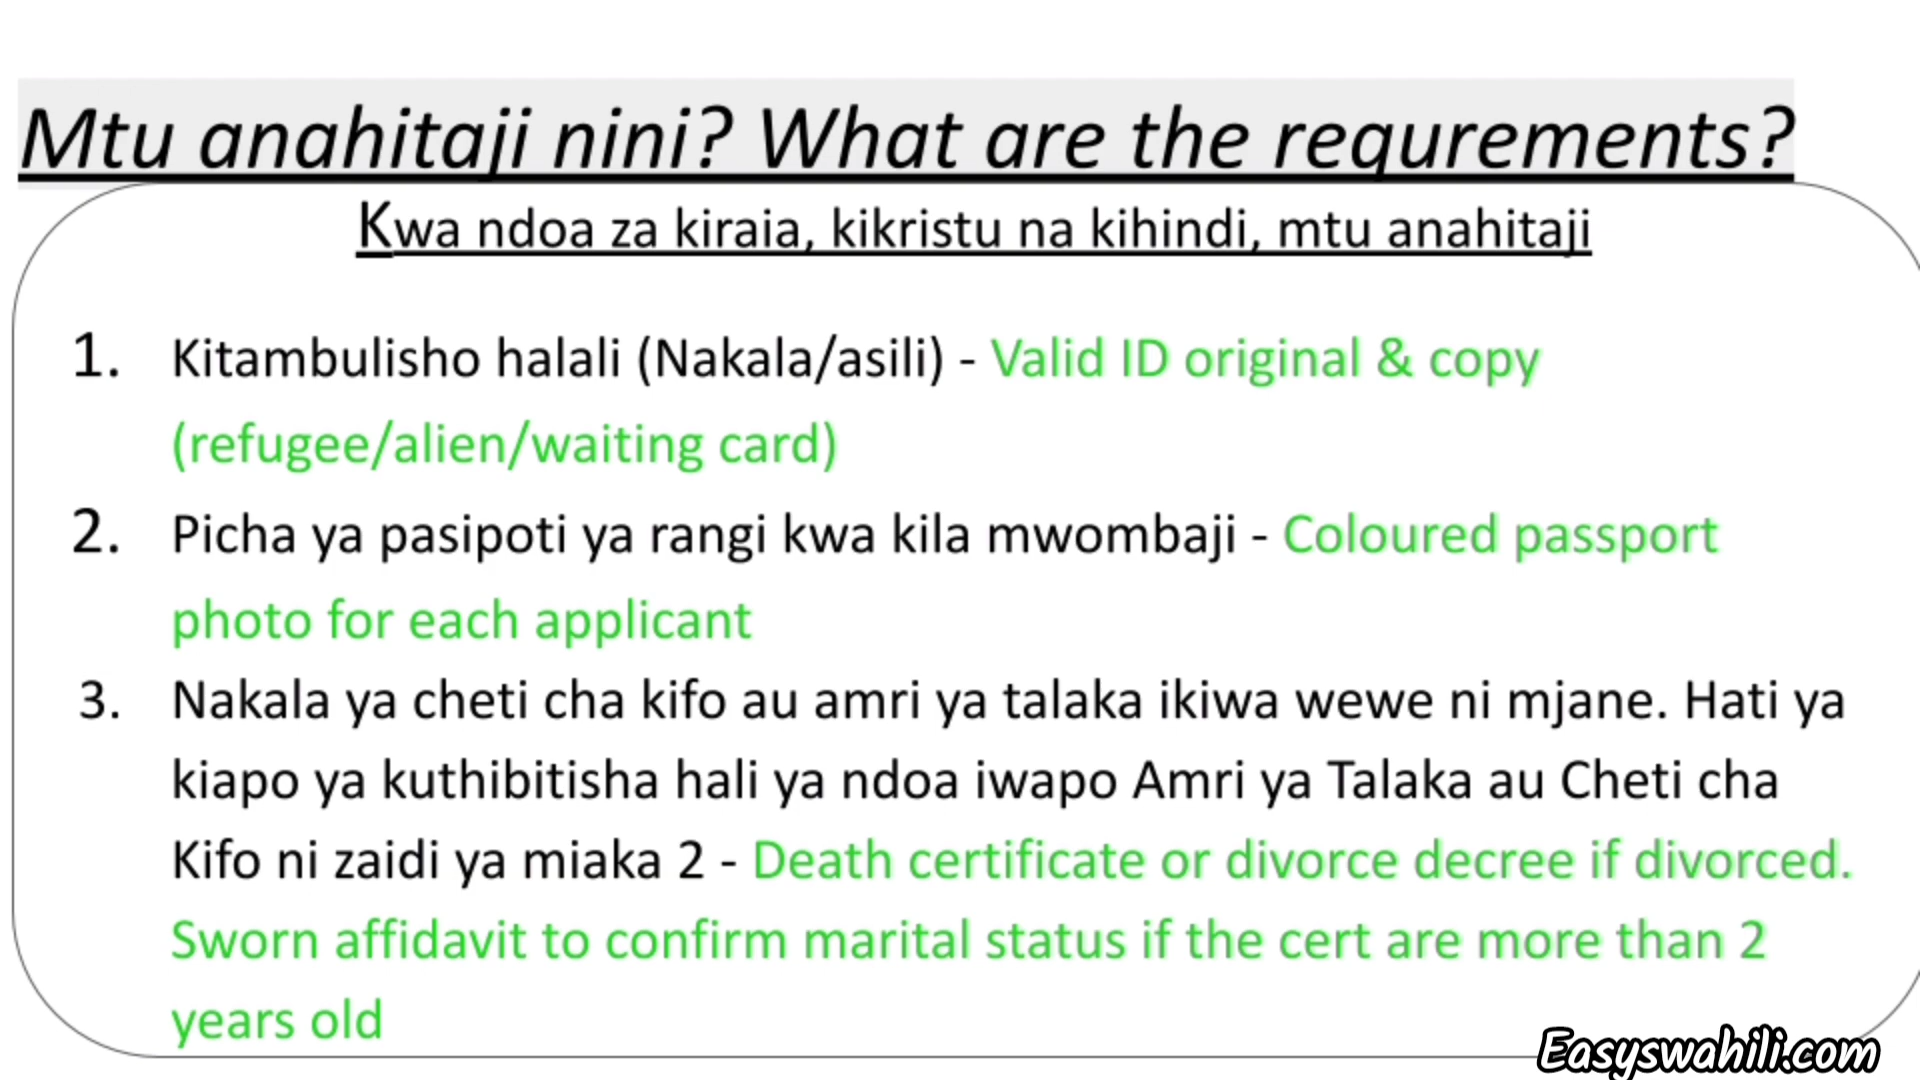 Mtu anahitaji nini? What are the requrements?
Kwa ndoa za kiraia, kikristu na kihindi, mtu anahitaji
1. Kitambulisho halali (Nakala/asili) - Valid ID original & copy
(refugee/alien/waiting card)
2. Picha ya pasipoti ya rangi kwa kila mwombaji - Coloured passport
photo for each applicant
3. Nakala ya cheti cha kifo au amri ya talaka ikiwa wewe ni mjane. Hati ya
kiapo ya kuthibitisha hali ya ndoa iwapo Amri ya Talaka au Cheti cha
Kifo ni zaidi ya miaka 2 - Death certificate or divorce decree if divorced.
Sworn affidavit to confirm marital status if the cert are more than 2
years old
Easyswahili.com